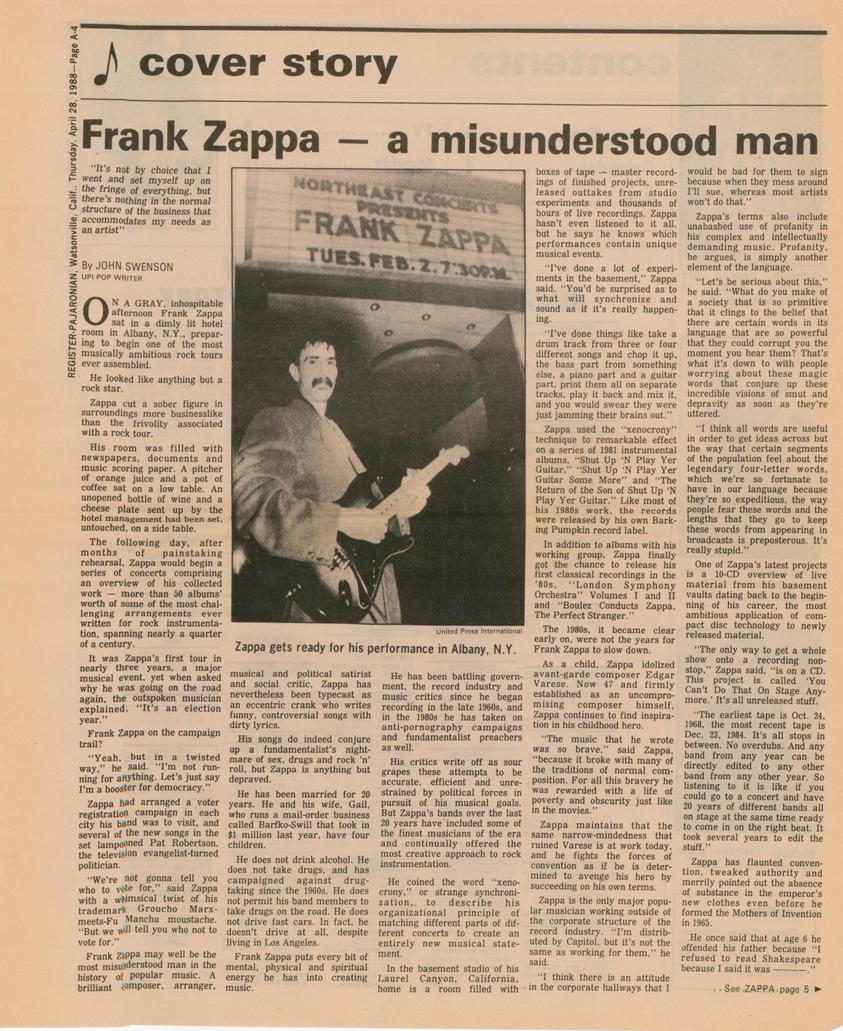 REGISTER-PAJARONIAN, Watsonville, Calif., Thursday, April 28, 1988—Page A-4
cover story
Frank Zappa — a misunderstood man
"It's not by choice that I
went and set myself up on
the fringe of everything, but
there's nothing in the normal
structure of the business that
accommodates my needs as
an artist"
By JOHN SWENSON
UPI POP WRITER
ON A GRAY, inhospitable
afternoon Frank Zappa
sat in a dimly lit hotel
room in Albany, N.Y., prepar-
ing to begin one of the most
musically ambitious rock tours
ever assembled.
He looked like anything but a
rock star.
Zappa cut a sober figure in
surroundings more businesslike
than the frivolity associated
with a rock tour.
His room was filled with
newspapers, documents and
music scoring paper. A pitcher
of orange juice and a pot of
coffee sat on a low table. An
unopened bottle of wine and a
cheese plate sent up by the
hotel management had been set,
untouched, on a side table.
The following day, after
months of painstaking
rehearsal, Zappa would begin a
series of concerts comprising
an overview of his collected
work — more than 50 albums'
worth of some of the most chal-
lenging arrangements ever
written for rock instrumenta-
tion, spanning nearly a quarter
of a century.
It was Zappa's first tour in
nearly three years, a major
musical event, yet when asked
why he was going on the road
again, the outspoken musician
explained, "It's an election
year."
Frank Zappa on the campaign
trail?
"Yeah, but in a twisted
way," he said. "I'm not run-
ning for anything. Let's just say
I'm a booster for democracy."
Zappa had arranged a voter
registration campaign in each
city his band was to visit, and
several of the new songs in the
set lampooned Pat Robertson,
the television evangelist-turned
politician.
"We're not gonna tell you
who to vote for," said Zappa
with a whimsical twist of his
trademark Groucho Marx-
meets-Fu Manchu moustache.
"But we will tell you who not to
vote for."
Frank Zappa may well be the
most misunderstood man in the
history of popular music. A
brilliant composer, arranger,
NORTHEAST CONCERTS
PRESENTS
FRANK ZAPPA
TUES. FEB. 2, 7:30P.M.
United Press International
Zappa gets ready for his performance in Albany, N.Y.
musical and political satirist
and social critic, Zappa has
nevertheless been typecast as
an eccentric crank who writes
funny, controversial songs with
dirty lyrics.
His songs do indeed conjure
up a fundamentalist's night-
mare of sex, drugs and rock 'n'
roll, but Zappa is anything but
depraved.
He has been married for 20
years. He and his wife, Gail,
who runs a mail-order business
called Barfko-Swill that took in
$1 million last year, have four
children.
He does not drink alcohol. He
does not take drugs, and has
campaigned against drug-
taking since the 1960s. He does
not permit his band members to
take drugs on the road. He does
not drive fast cars. In fact, he
doesn't drive at all, despite
living in Los Angeles.
Frank Zappa puts every bit of
mental, physical and spiritual
energy he has into creating
music.
He has been battling govern-
ment, the record industry and
music critics since he began
recording in the late 1960s, and
in the 1980s he has taken on
anti-pornography campaigns
and fundamentalist preachers
as well.
His critics write off as sour
grapes these attempts to be
accurate, efficient and unre-
strained by political forces in
pursuit of his musical goals.
But Zappa's bands over the last
20 years have included some of
the finest musicians of the era
and continually offered the
most creative approach to rock
instrumentation.
He coined the word "xeno-
crony," or strange synchroni-
zation, to describe his
organizational principle of
matching different parts of dif-
ferent concerts to create an
entirely new musical state-
ment.
In the basement studio of his
Laurel Canyon, California,
home is a room filled with
boxes of tape — master record-
ings of finished projects, unre-
leased outtakes from studio
experiments and thousands of
hours of live recordings. Zappa
hasn't even listened to it all,
but he says he knows which
performances contain unique
musical events.
"I've done a lot of experi-
ments in the basement," Zappa
said. "You'd be surprised as to
what will synchronize and
sound as if it's really happen-
ing.
"I've done things like take a
drum track from three or four
different songs and chop it up,
the bass part from something
else, a piano part and a guitar
part, print them all on separate
tracks, play it back and mix it,
and you would swear they were
just jamming their brains out."
Zappa used the "xenocrony"
technique to remarkable effect
on a series of 1981 instrumental
albums, "Shut Up 'N Play Yer
Guitar," "Shut Up 'N Play Yer
Guitar Some More" and "The
Return of the Son of Shut Up 'N
Play Yer Guitar." Like most of
his 1980s work, the records
were released by his own Bark-
ing Pumpkin record label.
In addition to albums with his
working group, Zappa finally
got the chance to release his
first classical recordings in the
'80s, "London Symphony
Orchestra" Volumes I and II
and "Boulez Conducts Zappa,
The Perfect Stranger."
The 1980s, it became clear
early on, were not the years for
Frank Zappa to slow down.
As a child, Zappa idolized
avant-garde composer Edgar
Varese. Now 47 and firmly
established as an uncompro-
mising composer himself,
Zappa continues to find inspira-
tion in his childhood hero.
"The music that he wrote
was so brave," said Zappa,
"because it broke with many of
the traditions of normal com-
position. For all this bravery he
was rewarded with a life of
poverty and obscurity just like
in the movies."
Zappa maintains that the
same narrow-mindedness that
ruined Varese is at work today,
and he fights the forces of
convention as if he is deter-
mined to avenge his hero by
succeeding on his own terms.
Zappa is the only major popu-
lar musician working outside of
the corporate structure of the
record industry. "I'm distrib-
uted by Capitol, but it's not the
same as working for them," he
said.
"I think there is an attitude
in the corporate hallways that I
would be bad for them to sign
because when they mess around
I'll sue, whereas most artists
won't do that."
Zappa's terms also include
unabashed use of profanity in
his complex and intellectually
demanding music. Profanity,
he argues, is simply another
element of the language.
"Let's be serious about this,"
he said. "What do you make of
a society that is so primitive
that it clings to the belief that
there are certain words in its
language that are so powerful
that they could corrupt you the
moment you hear them? That's
what it's down to with people
worrying about these magic
words that conjure up these
incredible visions of smut and
depravity as soon as they're
uttered.
"I think all words are useful
in order to get ideas across but
the way that certain segments
of the population feel about the
legendary four-letter words,
which we're so fortunate to
have in our language because
they're so expeditious, the way
people fear these words and the
lengths that they go to keep
these words from appearing in
broadcasts is preposterous. It's
really stupid."
One of Zappa's latest projects
is a 10-CD overview of live
material from his basement
vaults dating back to the begin-
ning of his career, the most
ambitious application of com-
pact disc technology to newly
released material.
"The only way to get a whole
show onto a recording non-
stop," Zappa said, "is on a CD.
This project is called 'You
Can't Do That On Stage Any-
more.' It's all unreleased stuff.
"The earliest tape is Oct. 24,
1968, the most recent tape is
Dec. 23, 1984. It's all stops in
between. No overdubs. And any
band from any year can be
directly edited to any other
band from any other year. So
listening to it is like if you
could go to a concert and have
20 years of different bands all
on stage at the same time ready
to come in on the right beat. It
took several years to edit the
stuff."
Zappa has flaunted conven-
tion, tweaked authority and
merrily pointed out the absence
of substance in the emperor's
new clothes even before he
formed the Mothers of Invention
in 1965.
He once said that at age 6 he
offended his father because "I
refused to read Shakespeare
because I said it was ———."
See ZAPPA page 5 ►